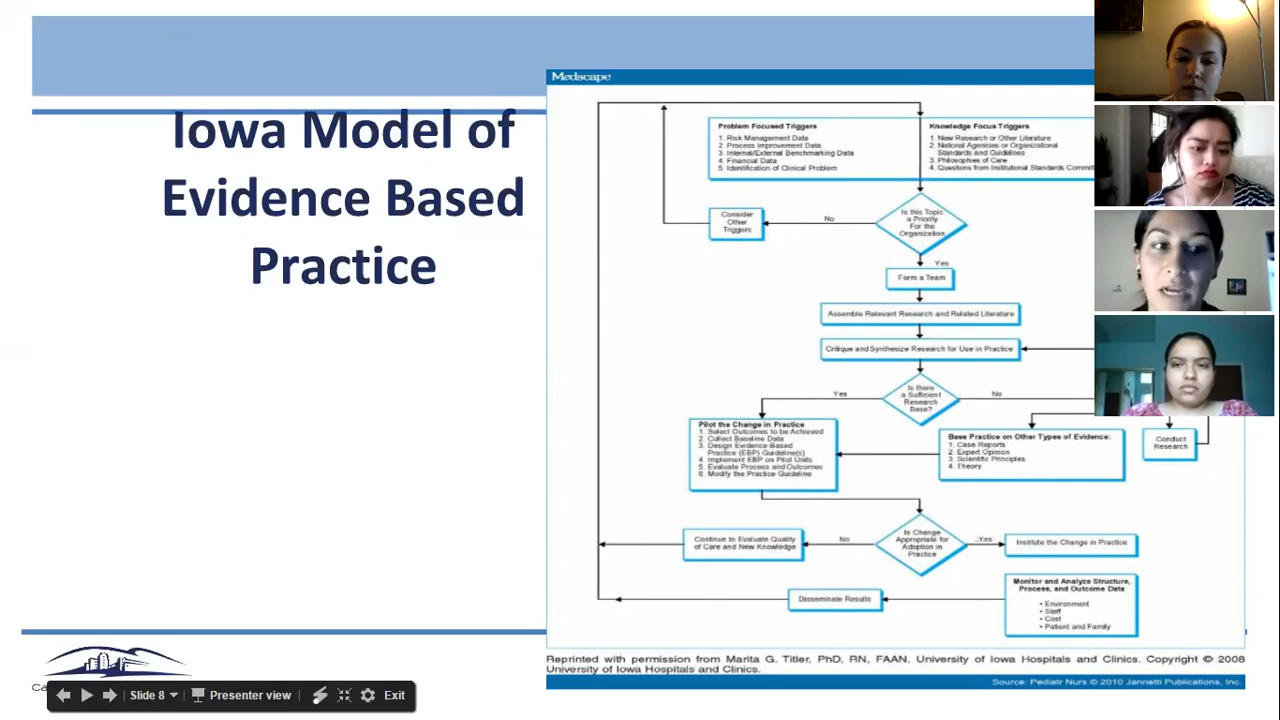 Iowa Model of
Evidence Based
Practice
Medscape
Problem Focused Triggers
1. Risk Management Data
2. Process Improvement Data
3. Internal/External Benchmarking Data
4. Financial Data
5. Identification of Clinical Problem
Knowledge Focus Triggers
1. New Research or Other Literature
2. National Agencies or Organizational
Standards and Guidelines
3. Philosophies of Care
4. Questions from Institutional Standards Committ
Consider
Other
Triggers
No
Is this Topic
a Priority
For the
Organization
Yes
Form a Team
Assemble Relevant Research and Related Literature
Critique and Synthesize Research for Use in Practice
Yes
Is there
a Sufficient
Research
Base?
No
Pilot the Change in Practice
1. Select Outcomes to be Achieved
2. Collect Baseline Data
3. Design Evidence-Based
Practice (EBP) Guideline(s)
4. Implement EBP on Pilot Units
5. Evaluate Process and Outcomes
6. Modify the Practice Guideline
Base Practice on Other Types of Evidence:
1. Case Reports
2. Expert Opinion
3. Scientific Principles
4. Theory
Conduct
Research
Continue to Evaluate Quality
of Care and New Knowledge
No
Is Change
Appropriate for
Adoption in
Practice
..Yes
Institute the Change in Practice
Disseminate Results
Monitor and Analyze Structure,
Process, and Outcome Data
• Environment
• Staff
• Cost
• Patient and Family
Reprinted with permission from Marita G. Titler, PhD, RN, FAAN, University of Iowa Hospitals and Clinics. Copyright © 2008
University of Iowa Hospitals and Clinics.
Source: Pediatr Nurs © 2010 Jannetti Publications, Inc.
Ca
Slide 8
Presenter view
Exit